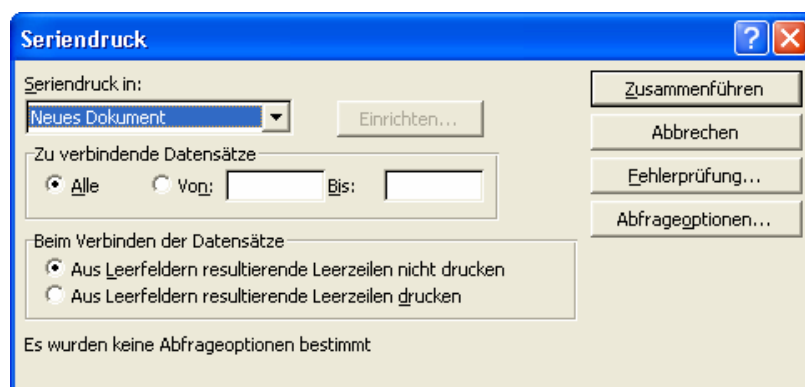 Seriendruck
Seriendruck in:
Neues Dokument
Einrichten...
Zusammenführen
Abbrechen
Zu verbindende Datensätze
Alle Von: Bis:
Fehlerprüfung...
Abfrageoptionen...
Beim Verbinden der Datensätze
Aus Leerfeldern resultierende Leerzeilen nicht drucken
Aus Leerfeldern resultierende Leerzeilen drucken
Es wurden keine Abfrageoptionen bestimmt